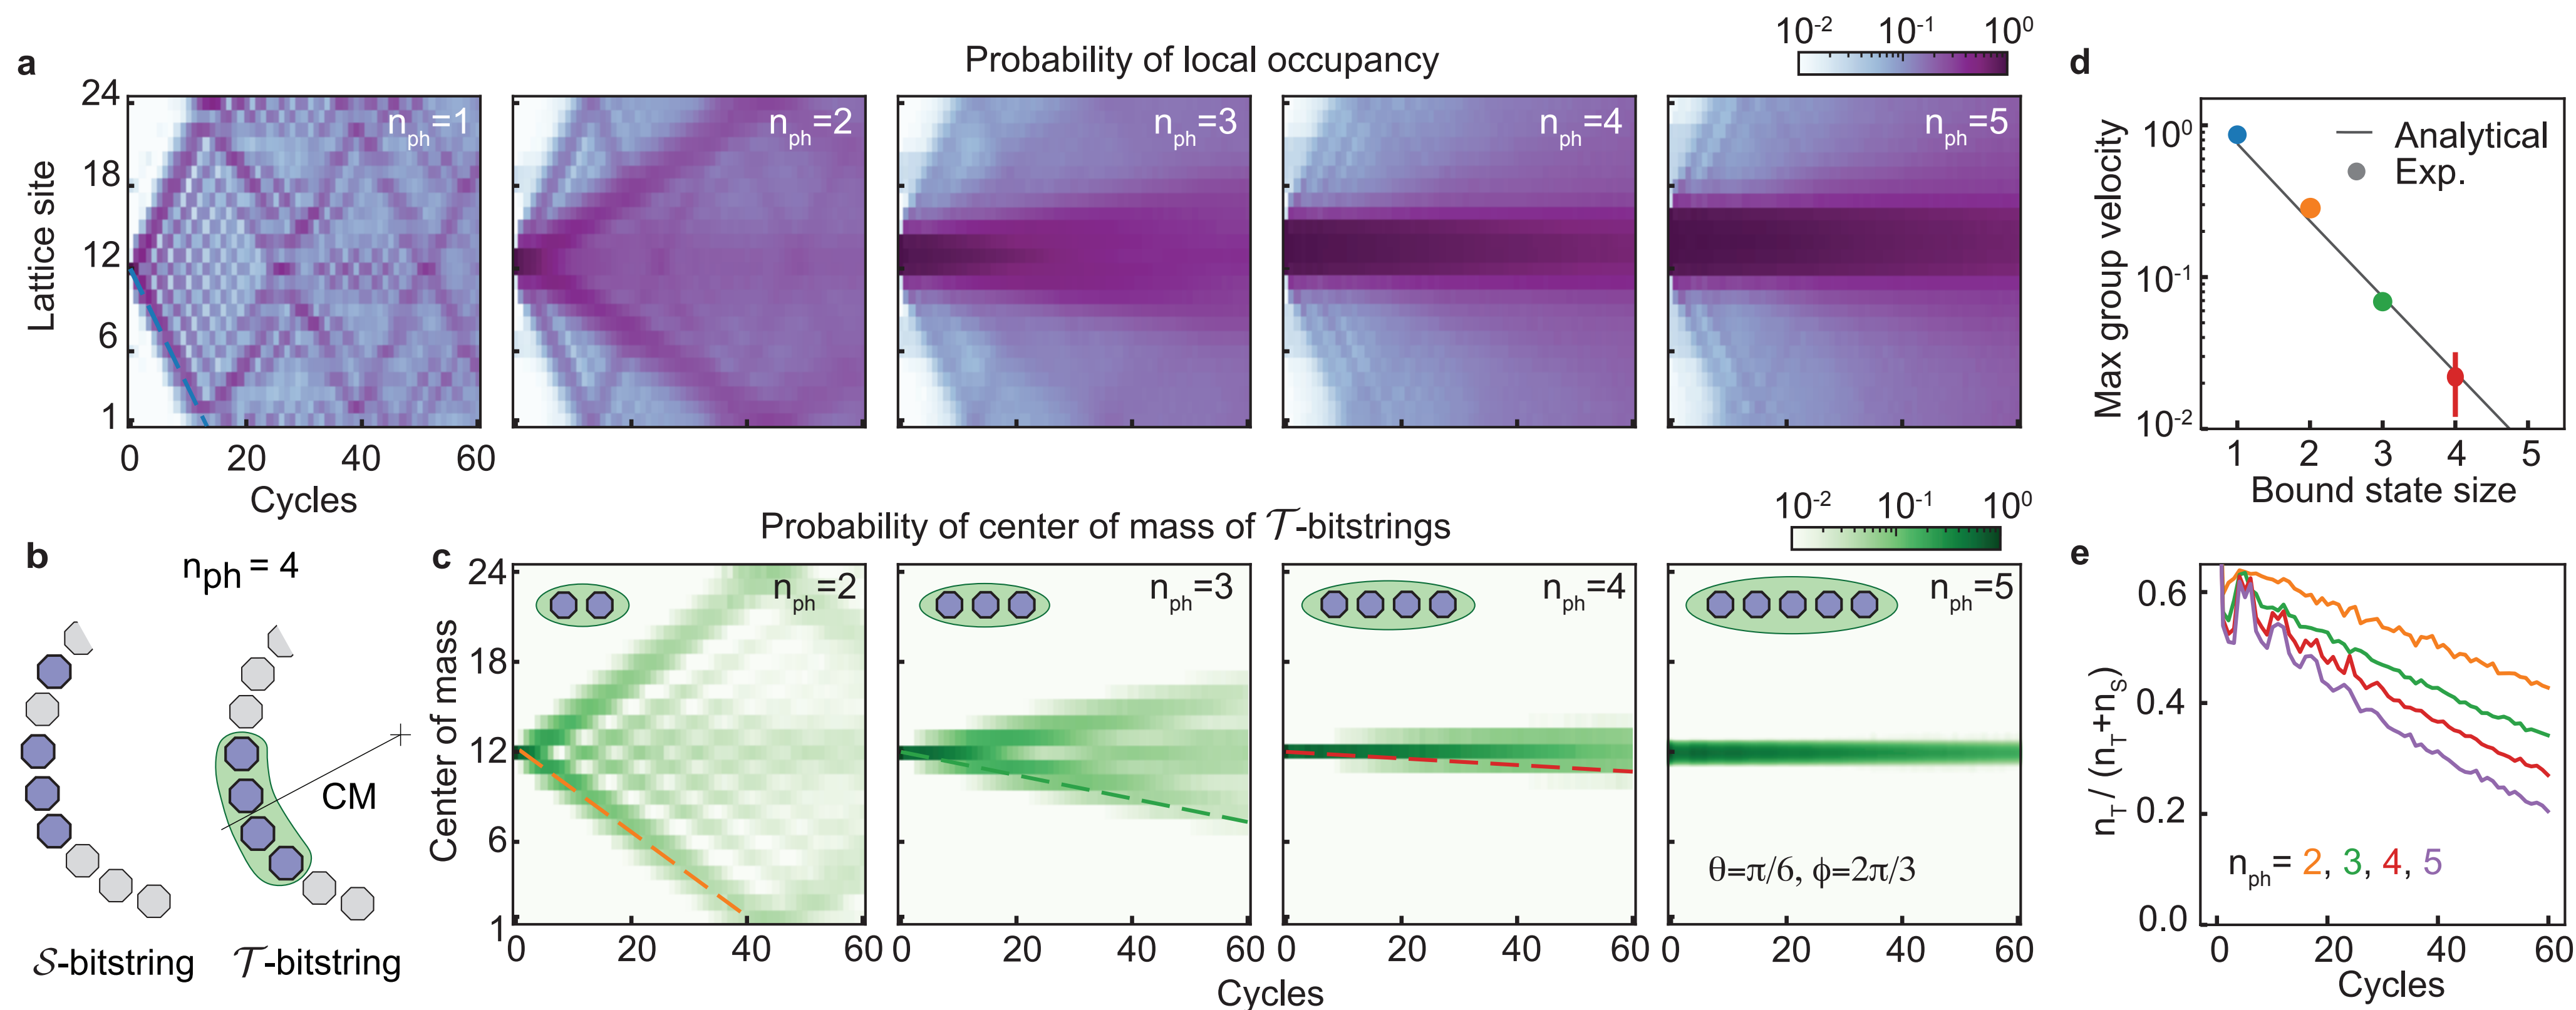 a
Probability of local occupancy
10⁻² 10⁻¹ 10⁰
Lattice site
24
18
12
6
1
n_ph=1
n_ph=2
n_ph=3
n_ph=4
n_ph=5
0 20 40 60
Cycles
b
n_ph = 4
CM
𝒮-bitstring
𝒯-bitstring
c
Probability of center of mass of 𝒯-bitstrings
10⁻² 10⁻¹ 10⁰
Center of mass
24
18
12
6
1
n_ph=2
n_ph=3
n_ph=4
n_ph=5
θ=π/6, ϕ=2π/3
0 20 40 60
0 20 40 60
0 20 40 60
0 20 40 60
Cycles
d
Max group velocity
10⁰
10⁻¹
10⁻²
Analytical
Exp.
1 2 3 4 5
Bound state size
e
n_T / (n_T+n_S)
0.6
0.4
0.2
0.0
n_ph= 2, 3, 4, 5
0 20 40 60
Cycles